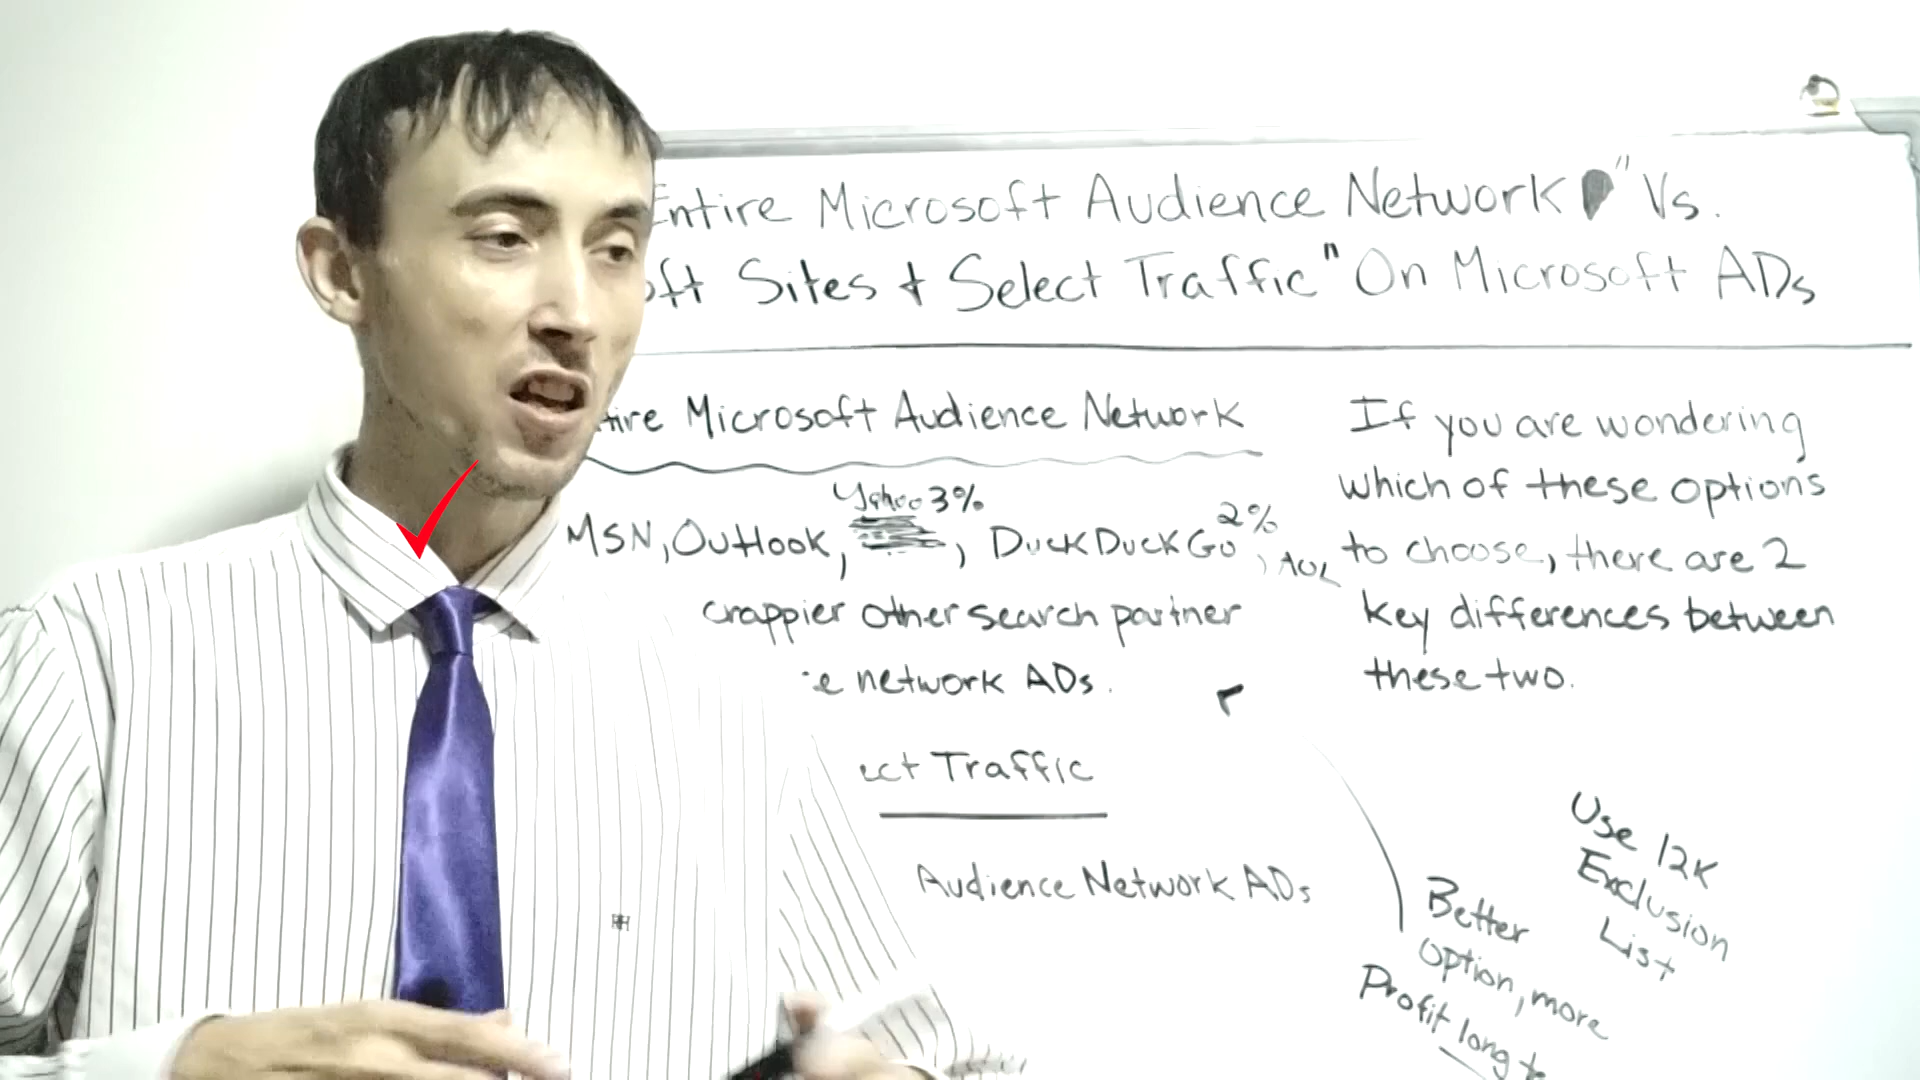 Entire Microsoft Audience Network " Vs.
oft Sites & Select Traffic" On Microsoft ADs
tire Microsoft Audience Network
Yahoo 3%
MSN, Outlook, , DuckDuckGo 2%, AOL
crappier other search partner
e network ADs.
ect Traffic
Audience Network ADs
If you are wondering
which of these options
to choose, there are 2
key differences between
these two.
Use 12K
Exclusion
List
Better
option, more
Profit long